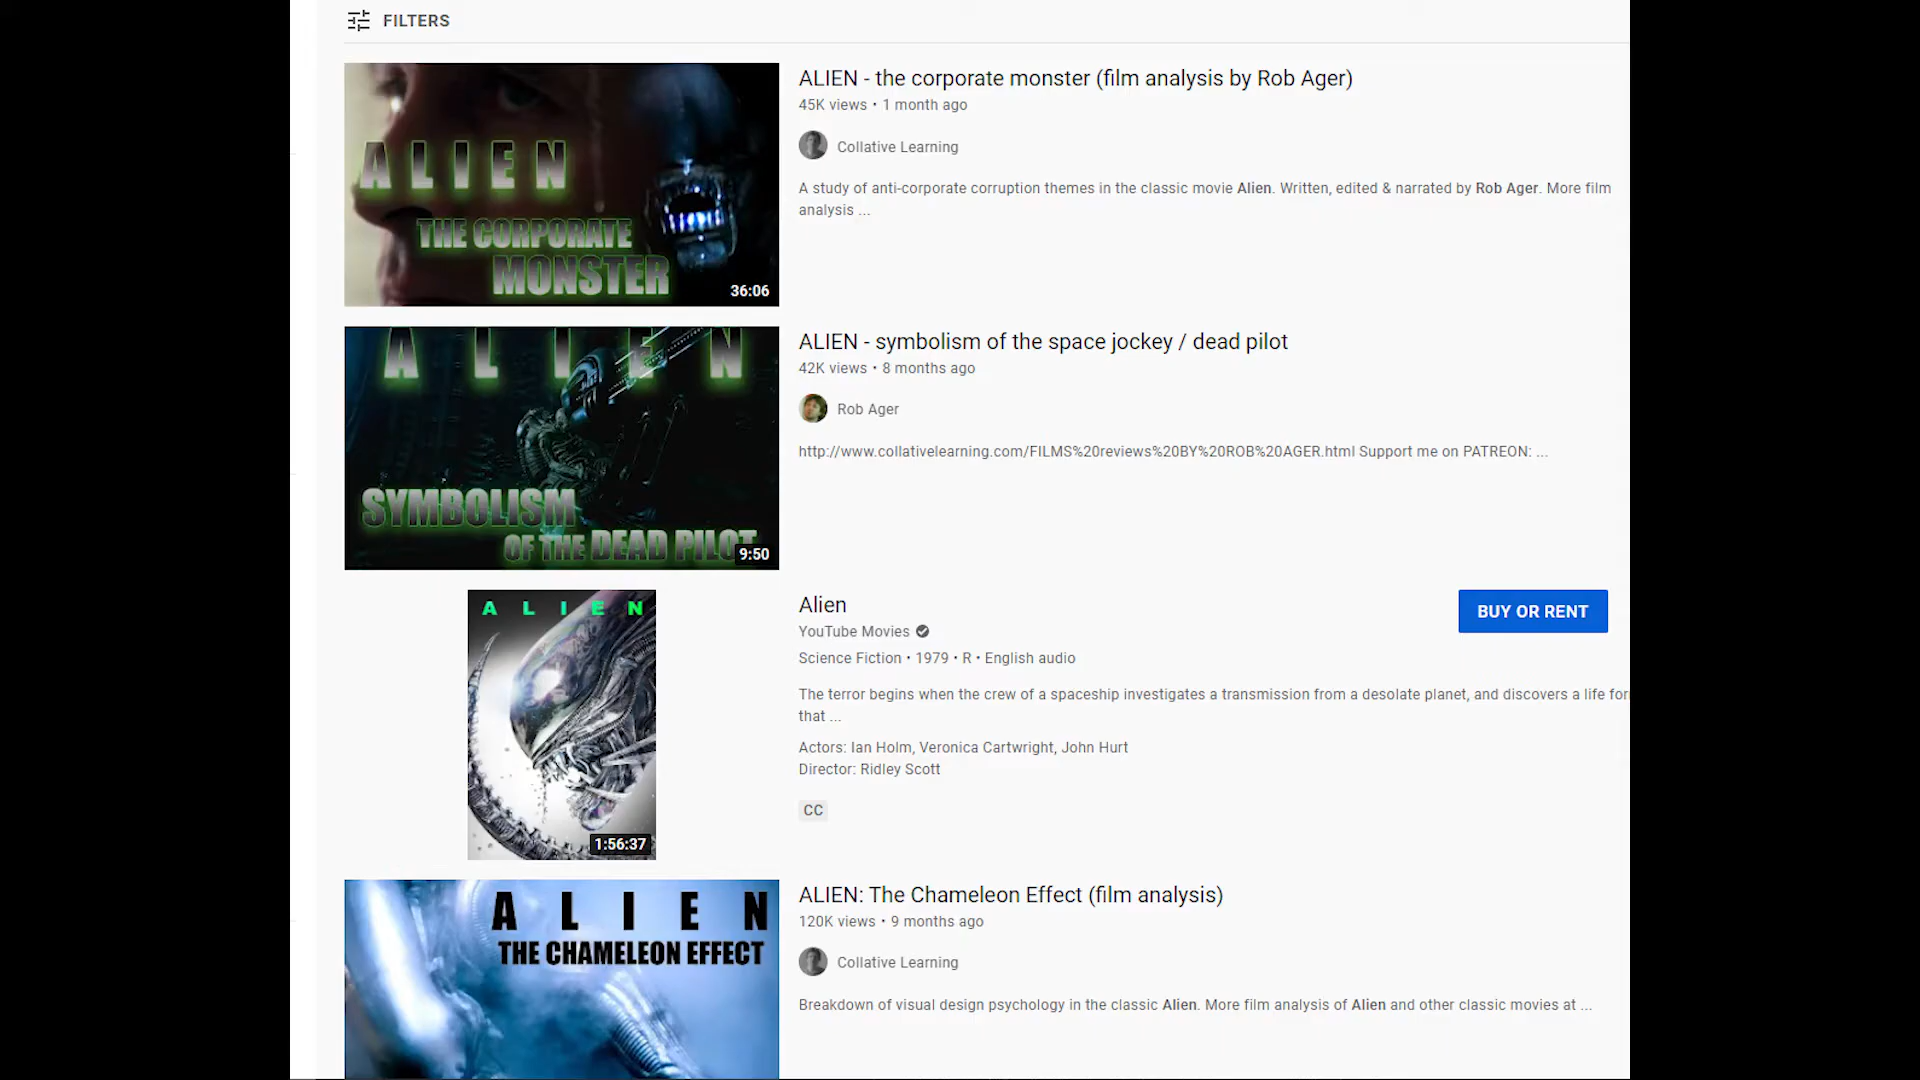 FILTERS
ALIEN
THE CORPORATE
MONSTER
36:06
ALIEN - the corporate monster (film analysis by Rob Ager)
45K views • 1 month ago
Collative Learning
A study of anti-corporate corruption themes in the classic movie Alien. Written, edited & narrated by Rob Ager. More film
analysis ...
ALIEN
SYMBOLISM
OF THE DEAD PILOT
9:50
ALIEN - symbolism of the space jockey / dead pilot
42K views • 8 months ago
Rob Ager
http://www.collativelearning.com/FILMS%20reviews%20BY%20ROB%20AGER.html Support me on PATREON: ...
ALIEN
1:56:37
Alien
YouTube Movies
Science Fiction • 1979 • R • English audio
The terror begins when the crew of a spaceship investigates a transmission from a desolate planet, and discovers a life for
that ...
Actors: Ian Holm, Veronica Cartwright, John Hurt
Director: Ridley Scott
CC
BUY OR RENT
ALIEN
THE CHAMELEON EFFECT
ALIEN: The Chameleon Effect (film analysis)
120K views • 9 months ago
Collative Learning
Breakdown of visual design psychology in the classic Alien. More film analysis of Alien and other classic movies at ...